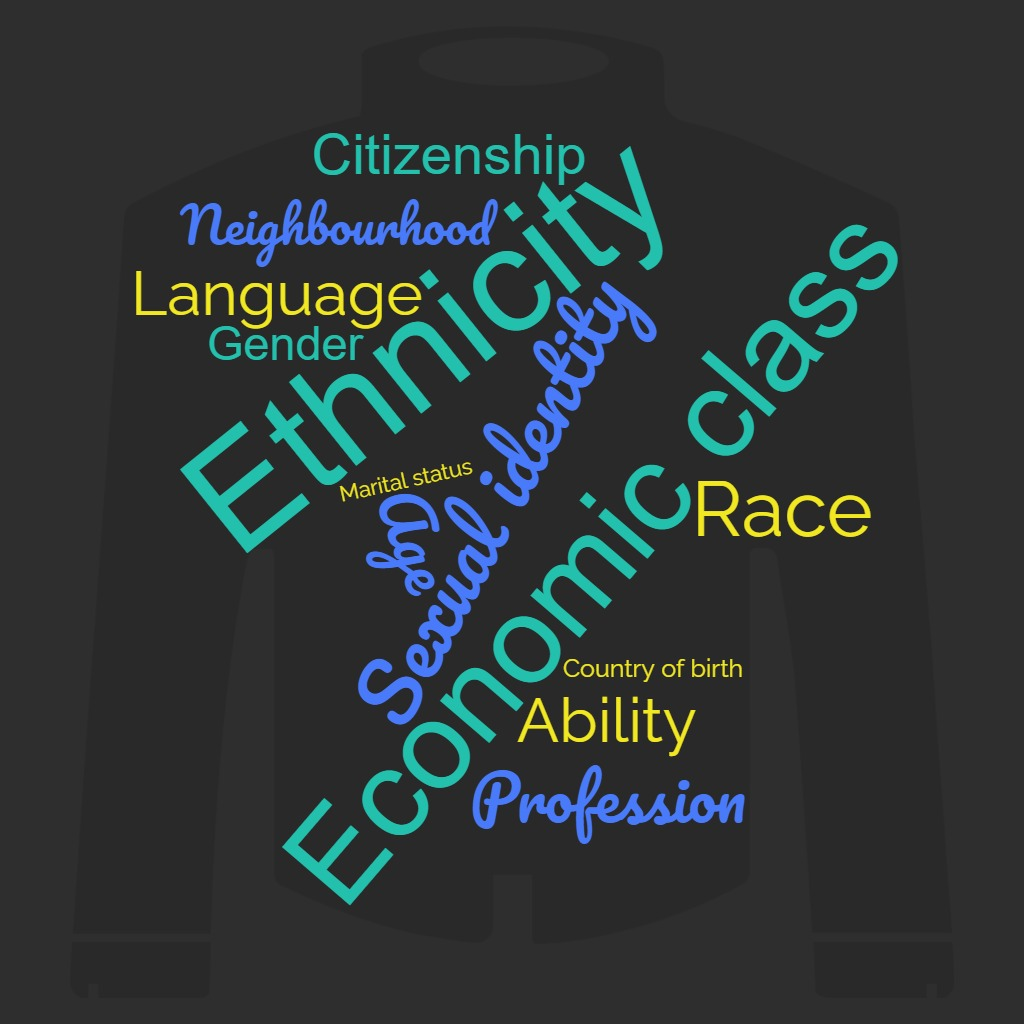 Citizenship
Neighbourhood
Ethnicity
Language
Gender
Sexual identity
Economic class
Marital status
Age
Race
Country of birth
Ability
Profession